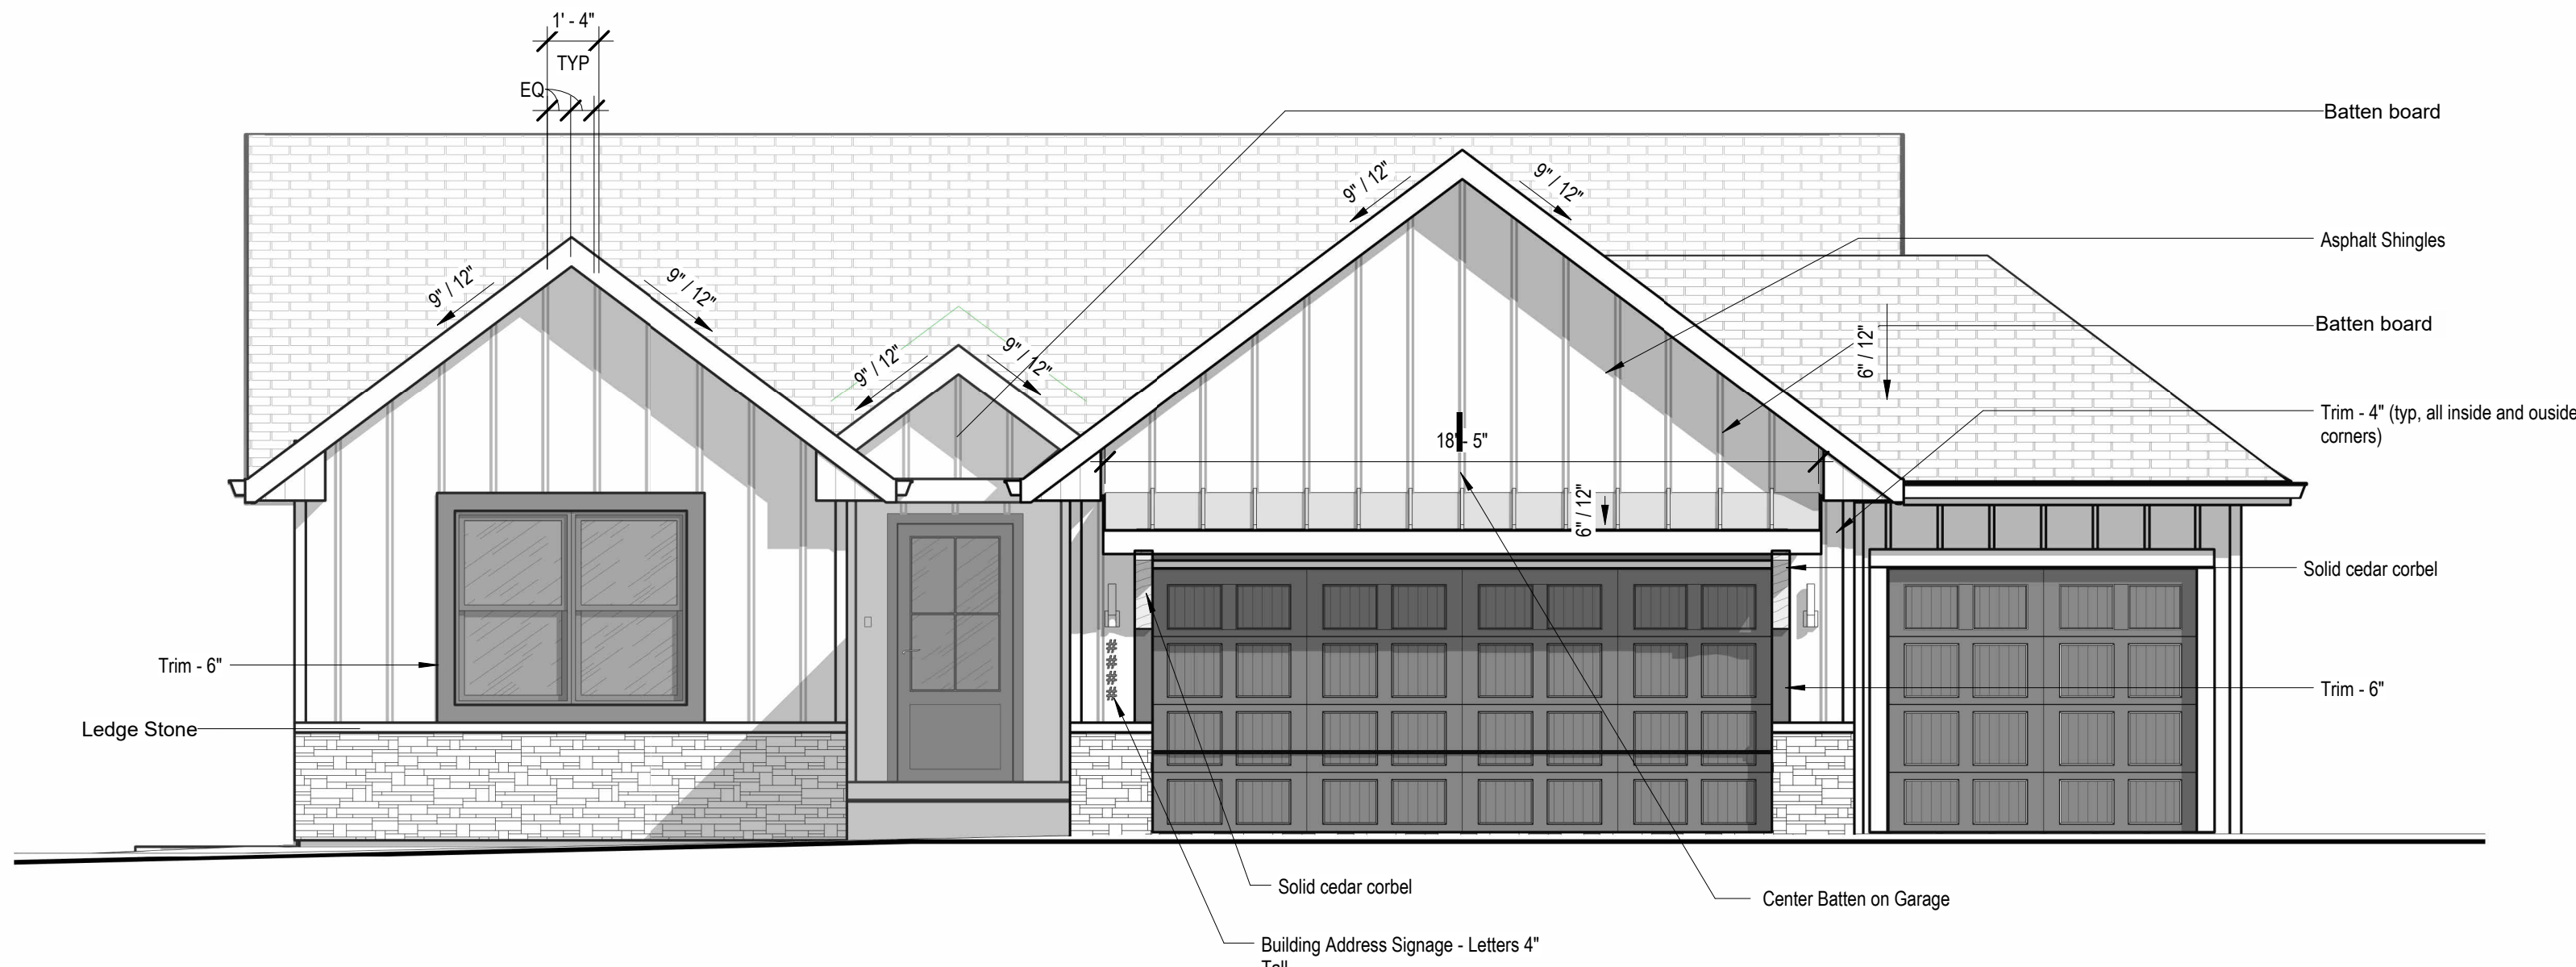 1' - 4"
TYP
EQ
Batten board
9" / 12"
9" / 12"
Asphalt Shingles
9" / 12"
9" / 12"
Batten board
6" / 12"
9" / 12"
9" / 12"
Trim - 4" (typ, all inside and ouside
corners)
18' - 5"
6" / 12"
Solid cedar corbel
#
#
#
#
Trim - 6"
Trim - 6"
Ledge Stone
Solid cedar corbel
Center Batten on Garage
Building Address Signage - Letters 4"
Tall